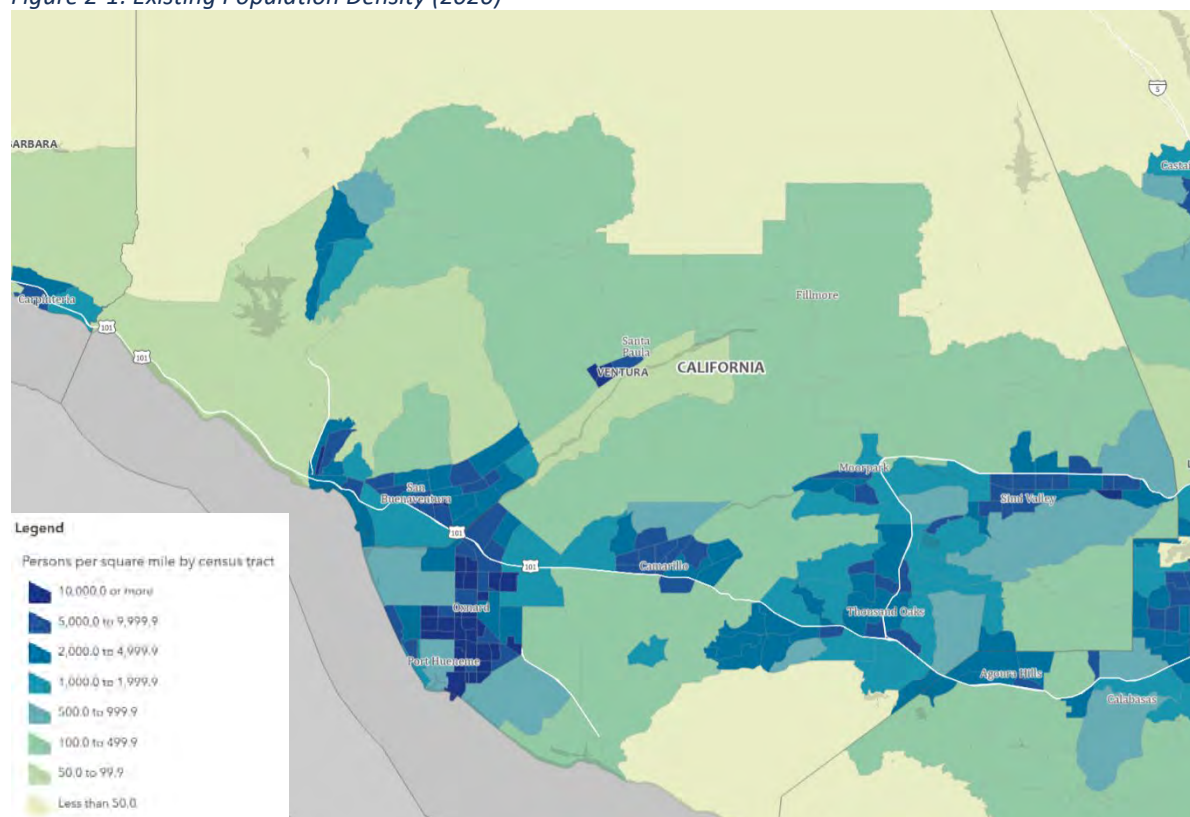 Figure 2-1: Existing Population Density (2020)
5
ARBARA
Casta
Carpinteria
101
101
Fillmore
Santa
Paula
VENTURA
CALIFORNIA
Moorpark
San
Buenaventura
Simi Valley
101
101
Camarillo
Oxnard
Thousand Oaks
Port Hueneme
Agoura Hills
Calabasas
Legend
Persons per square mile by census tract
10,000.0 or more
5,000.0 to 9,999.9
2,000.0 to 4,999.9
1,000.0 to 1,999.9
500.0 to 999.9
100.0 to 499.9
50.0 to 99.9
Less than 50.0